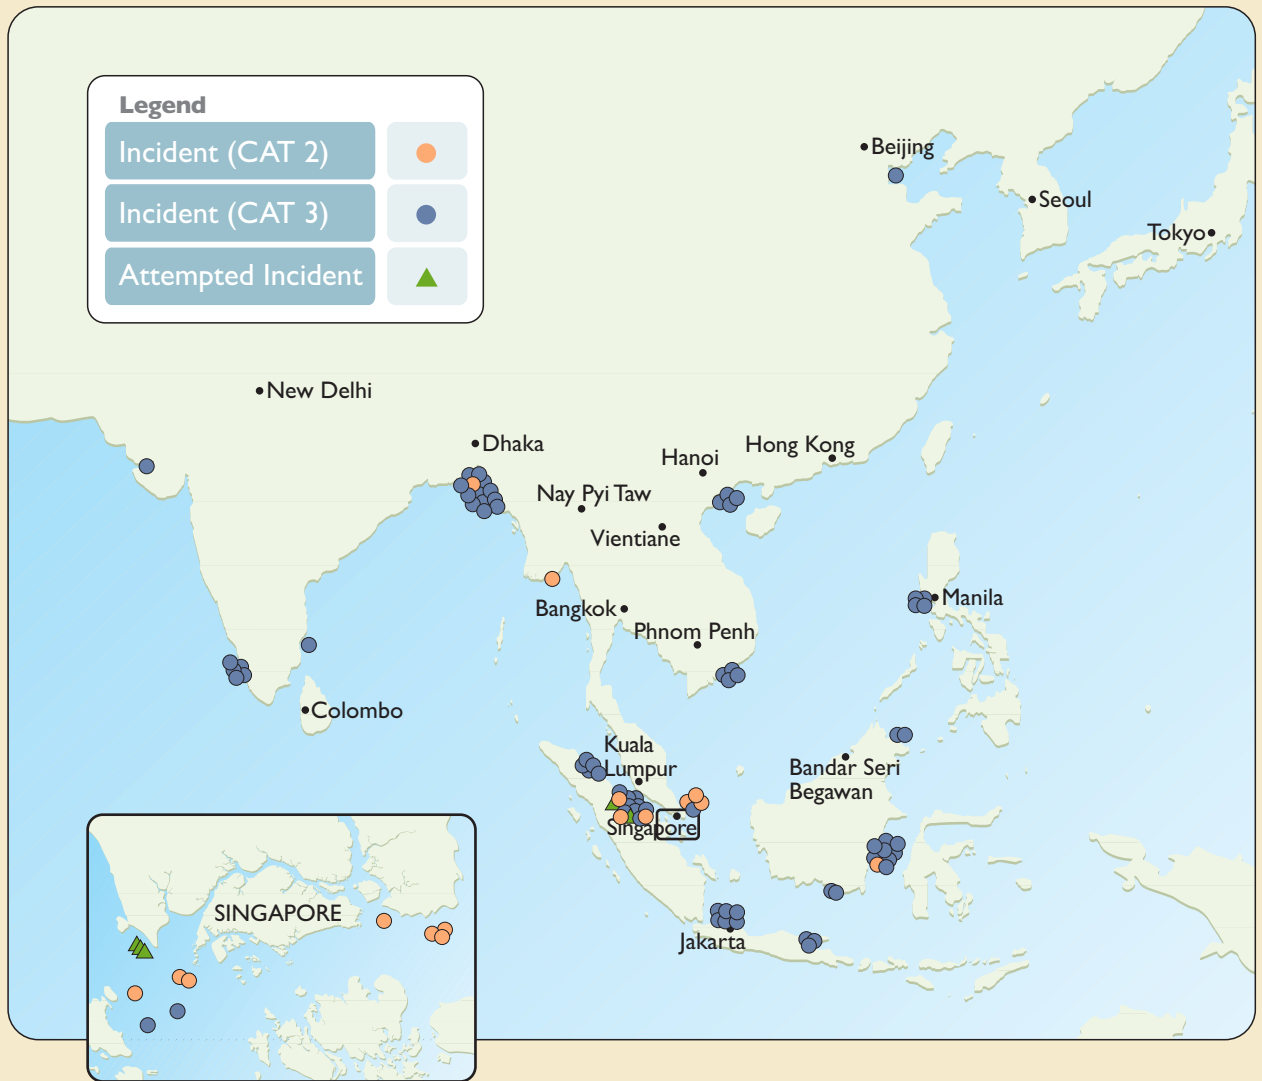 Legend
Incident (CAT 2)
Incident (CAT 3)
Attempted Incident
Beijing
Seoul
Tokyo
New Delhi
Dhaka
Hong Kong
Hanoi
Nay Pyi Taw
Vientiane
Manila
Bangkok
Phnom Penh
Colombo
Kuala
Lumpur
Bandar Seri
Begawan
Singapore
Jakarta
SINGAPORE